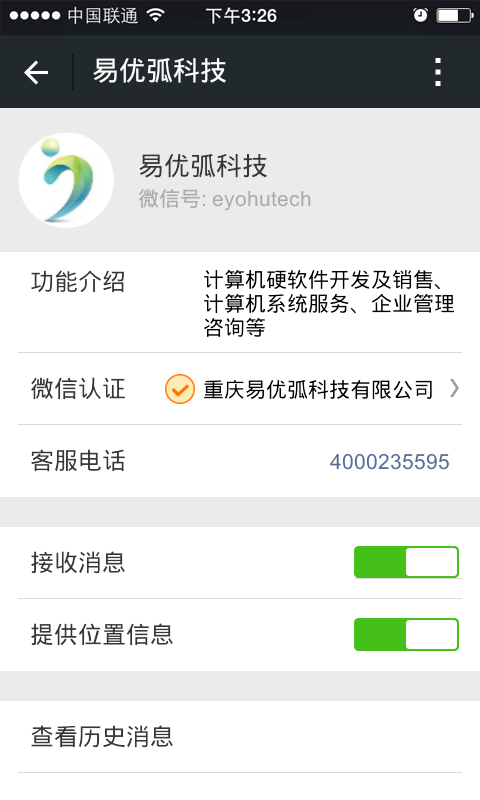 中国联通 下午3:26
易优弧科技
易优弧科技
微信号: eyohutech
功能介绍 计算机硬软件开发及销售、
计算机系统服务、企业管理
咨询等
微信认证 重庆易优弧科技有限公司
客服电话 4000235595
接收消息
提供位置信息
查看历史消息